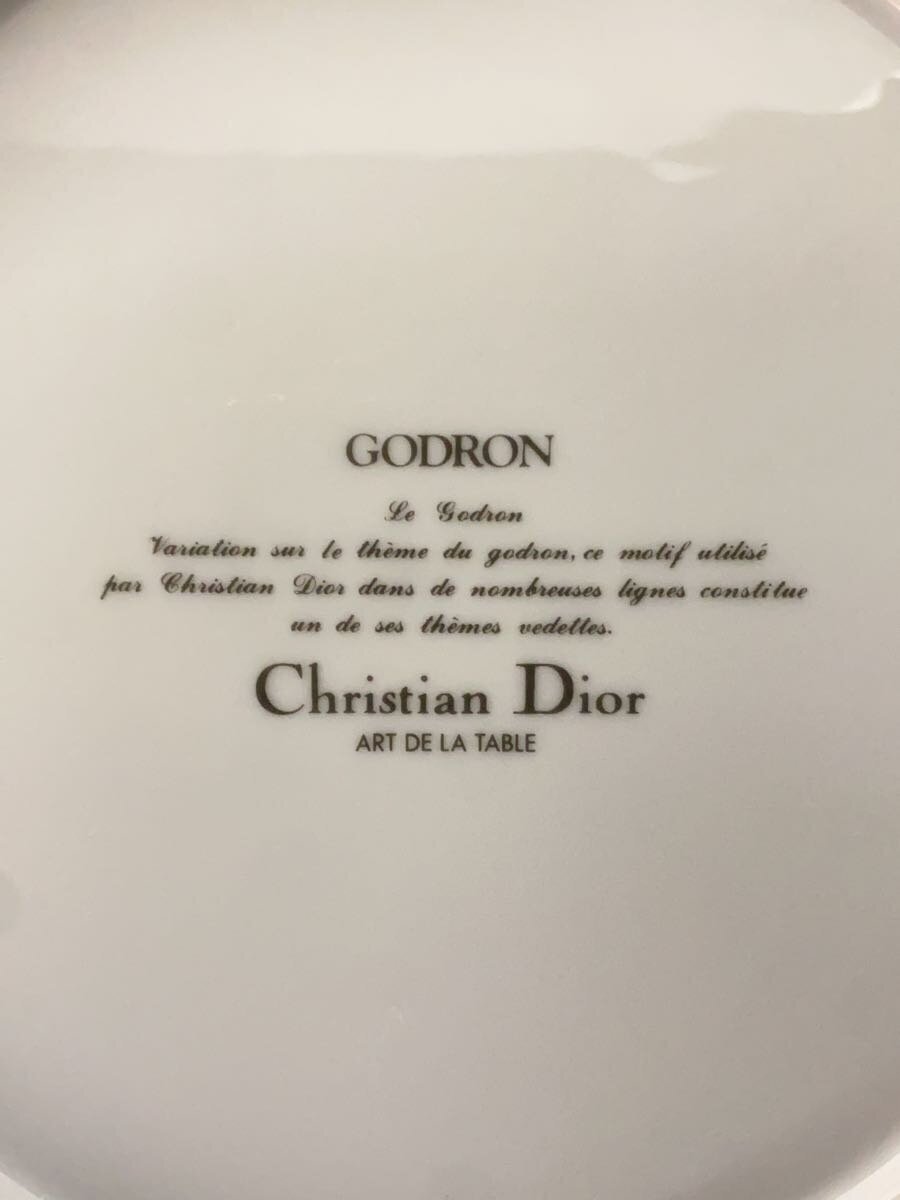 GODRON
Le Godron
Variation sur le thème du godron, ce motif utilisé
par Christian Dior dans de nombreuses lignes constitue
un de ses thèmes vedettes.
Christian Dior
ART DE LA TABLE